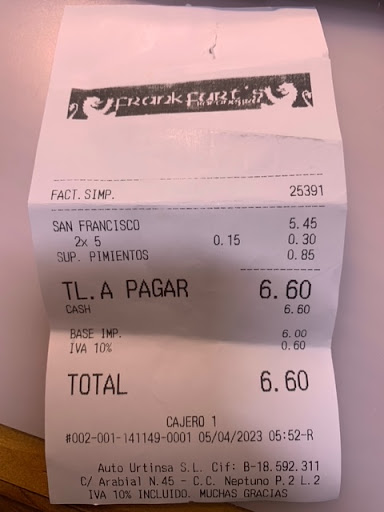 Frankfurt's
FACT.SIMP. 25391
SAN FRANCISCO 5.45
2x 5 0.15 0.30
SUP. PIMIENTOS 0.85
TL.A PAGAR 6.60
CASH 6.60
BASE IMP. 6.00
IVA 10% 0.60
TOTAL 6.60
CAJERO 1
#002-001-141149-0001 05/04/2023 05:52-R
Auto Urtinsa S.L. Cif: B-18.592.311
C/ Arabial N.45 - C.C. Neptuno P.2 L.2
IVA 10% INCLUIDO. MUCHAS GRACIAS